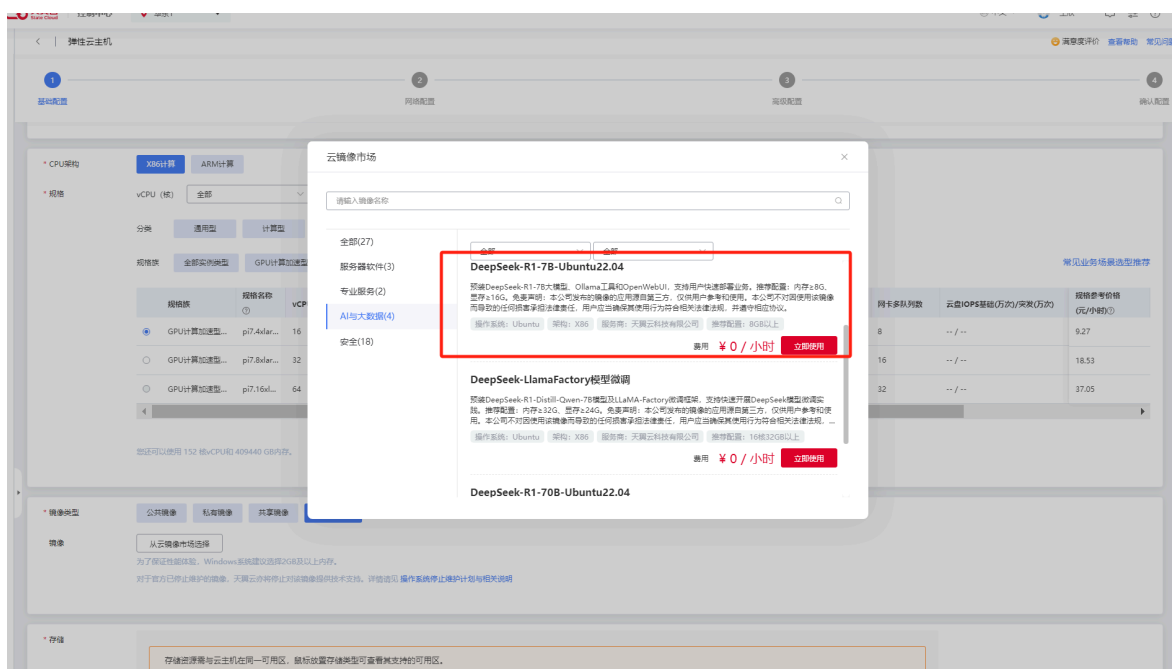 State Cloud 控制中心 华东1
弹性云主机 满意度评价 查看帮助 常见问题
1 2 3 4
基础配置 网络配置 高级配置 确认配置
* CPU架构 X86计算 ARM计算
* 规格 vCPU (核) 全部
分类 通用型 计算型
规格族 全部实例类型 GPU计算加速型
常见业务场景选型推荐
规格族 规格名称 vCP 网卡多队列数 云盘IOPS基础(万次)/突发(万次) 规格参考价格
(元/小时)
GPU计算加速型... pi7.4xlar... 16 8 -- / -- 9.27
GPU计算加速型... pi7.8xlar... 32 16 -- / -- 18.53
GPU计算加速型... pi7.16xl... 64 32 -- / -- 37.05
您还可以使用 152 核vCPU和 409440 GB内存。
* 镜像类型 公共镜像 私有镜像 共享镜像
镜像 从云镜像市场选择
为了保证性能体验，Windows系统建议选择2GB及以上内存。
对于官方已停止维护的镜像，天翼云亦将停止对该镜像提供技术支持。详情请见 操作系统停止维护计划与相关说明
* 存储
存储资源需与云主机在同一可用区，鼠标放置存储类型可查看其支持的可用区。
云镜像市场
请输入镜像名称
全部(27)
服务器软件(3)
专业服务(2)
AI与大数据(4)
安全(18)
全部 全部
DeepSeek-R1-7B-Ubuntu22.04
预装DeepSeek-R1-7B大模型、Ollama工具和OpenWebUI，支持用户快速部署业务。推荐配置：内存≥8G、
显存≥16G。免责声明：本公司发布的镜像的应用源自第三方，仅供用户参考和使用。本公司不对因使用该镜像
而导致的任何损害承担法律责任，用户应当确保其使用行为符合相关法律法规，并遵守相应协议。
操作系统：Ubuntu 架构：X86 服务商：天翼云科技有限公司 推荐配置：8GB以上
费用 ¥ 0 / 小时 立即使用
DeepSeek-LlamaFactory模型微调
预装DeepSeek-R1-Distill-Qwen-7B模型及LLaMA-Factory微调框架，支持快速开展DeepSeek模型微调实
践。推荐配置：内存≥32G、显存≥24G。免责声明：本公司发布的镜像的应用源自第三方，仅供用户参考和使
用。本公司不对因使用该镜像而导致的任何损害承担法律责任，用户应当确保其使用行为符合相关法律法规，...
操作系统：Ubuntu 架构：X86 服务商：天翼云科技有限公司 推荐配置：16核32GB以上
费用 ¥ 0 / 小时 立即使用
DeepSeek-R1-70B-Ubuntu22.04